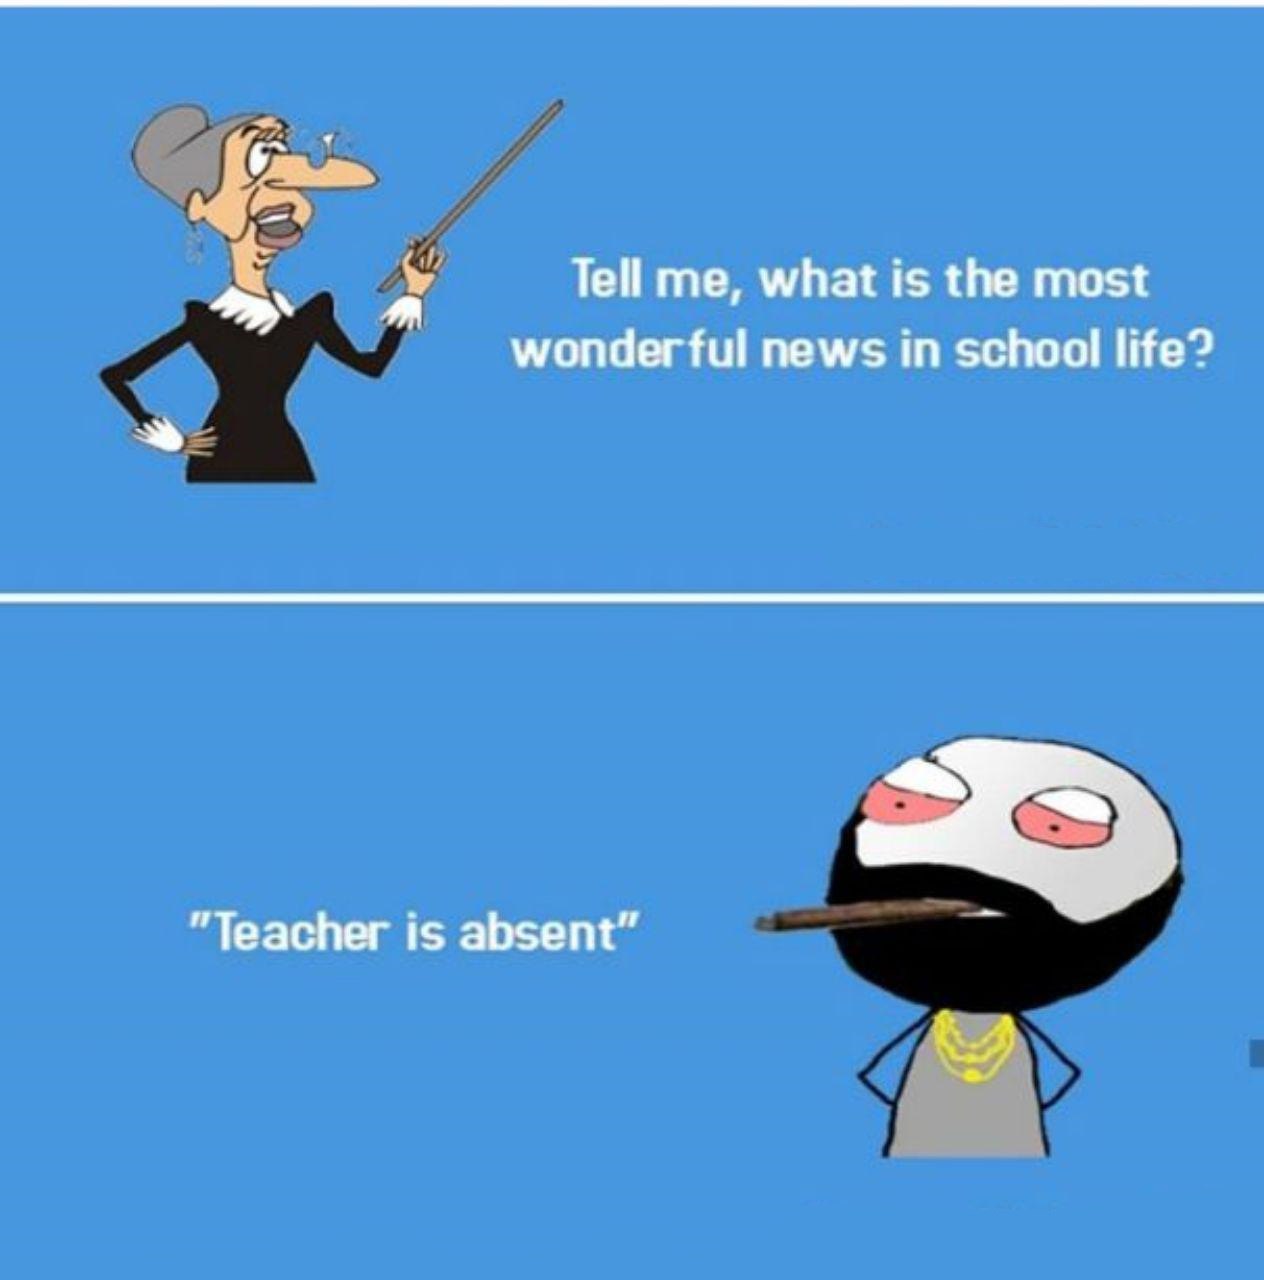 Tell me, what is the most
wonderful news in school life?
"Teacher is absent"